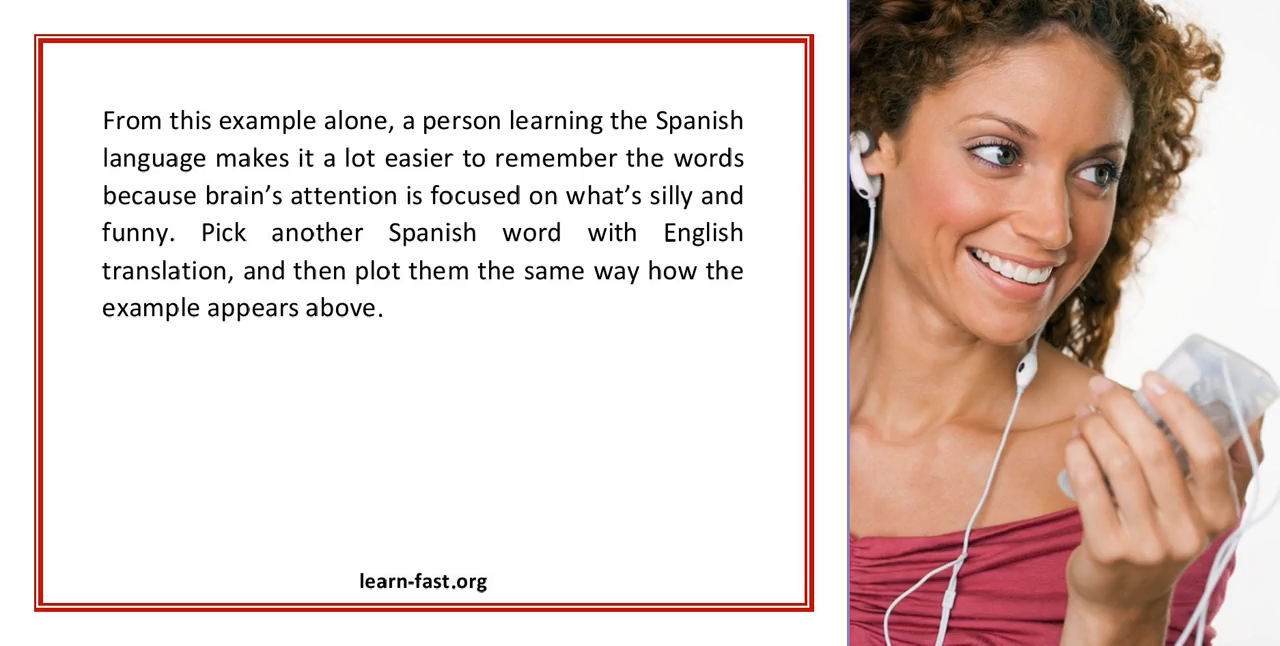 From this example alone, a person learning the Spanish
language makes it a lot easier to remember the words
because brain’s attention is focused on what’s silly and
funny. Pick another Spanish word with English
translation, and then plot them the same way how the
example appears above.
learn-fast.org